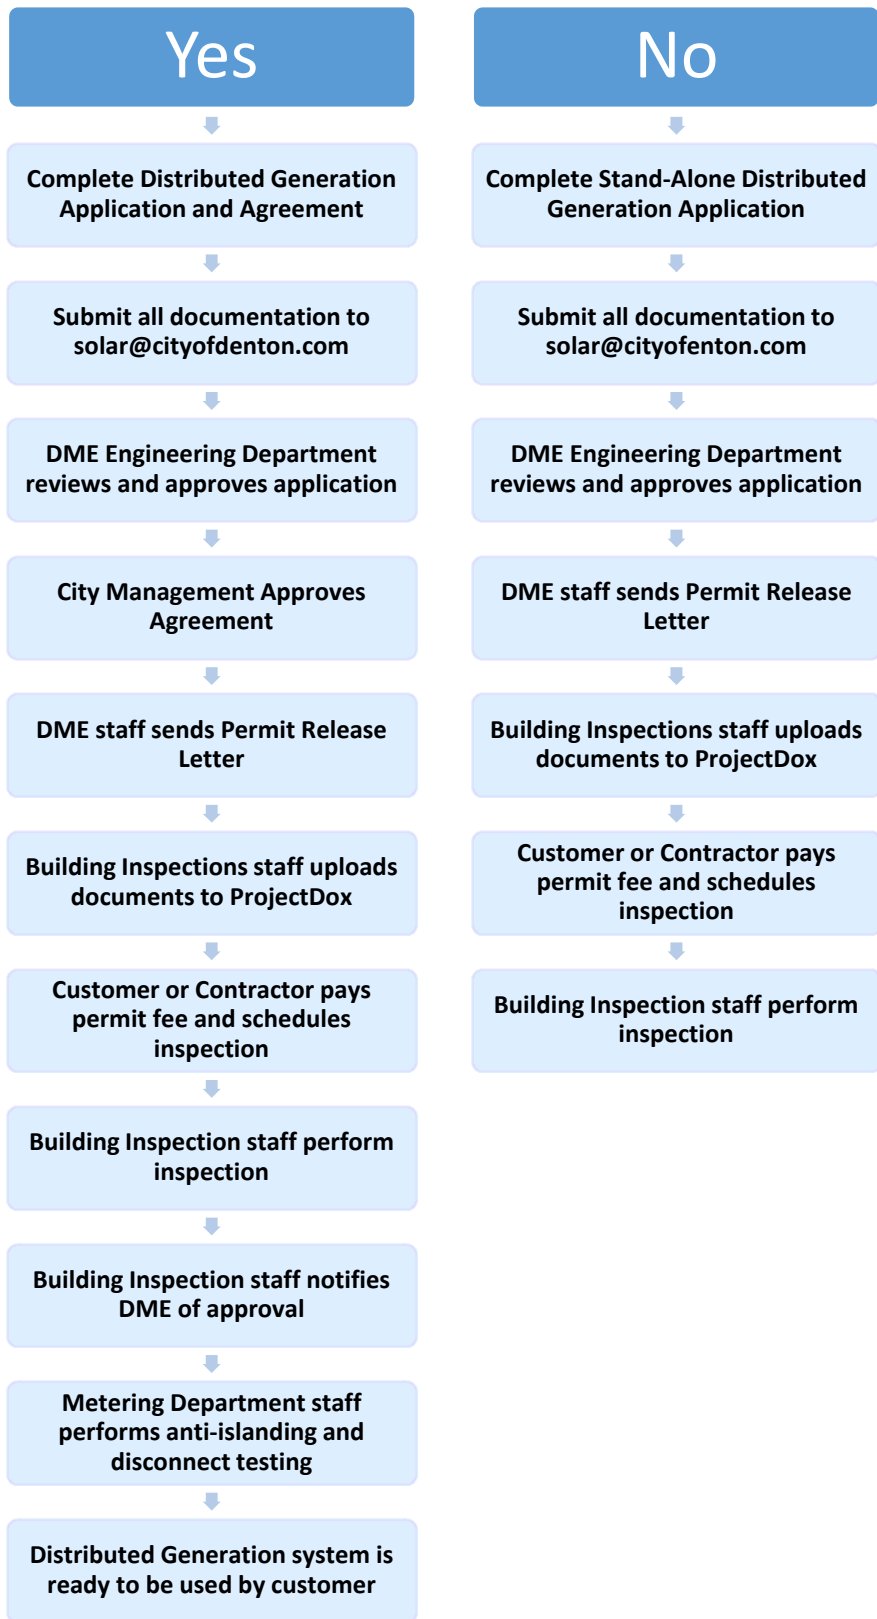 Yes
Complete Distributed Generation
Application and Agreement
Submit all documentation to
solar@cityofdenton.com
DME Engineering Department
reviews and approves application
City Management Approves
Agreement
DME staff sends Permit Release
Letter
Building Inspections staff uploads
documents to ProjectDox
Customer or Contractor pays
permit fee and schedules
inspection
Building Inspection staff perform
inspection
Building Inspection staff notifies
DME of approval
Metering Department staff
performs anti-islanding and
disconnect testing
Distributed Generation system is
ready to be used by customer
No
Complete Stand-Alone Distributed
Generation Application
Submit all documentation to
solar@cityofenton.com
DME Engineering Department
reviews and approves application
DME staff sends Permit Release
Letter
Building Inspections staff uploads
documents to ProjectDox
Customer or Contractor pays
permit fee and schedules
inspection
Building Inspection staff perform
inspection